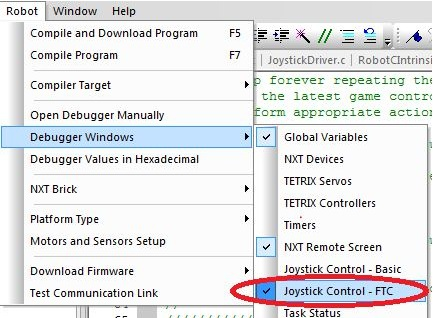 Robot Window Help
Compile and Download Program F5
Compile Program F7
Compiler Target
Open Debugger Manually
Debugger Windows
Debugger Values in Hexadecimal
NXT Brick
Platform Type
Motors and Sensors Setup
Download Firmware
Test Communication Link
JoystickDriver.c RobotCIntrinsi
p forever repeating the
the latest game contro
form appropriate action
Global Variables
NXT Devices
TETRIX Servos
TETRIX Controllers
Timers
NXT Remote Screen
Joystick Control - Basic
Joystick Control - FTC
Task Status